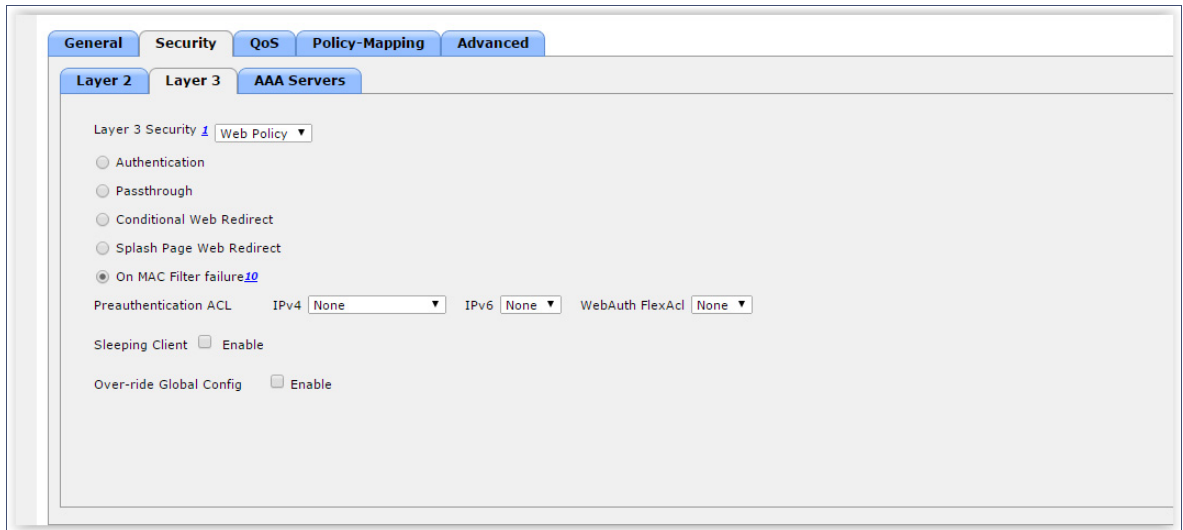 General Security QoS Policy-Mapping Advanced
Layer 2 Layer 3 AAA Servers
Layer 3 Security 1 Web Policy
Authentication
Passthrough
Conditional Web Redirect
Splash Page Web Redirect
On MAC Filter failure10
Preauthentication ACL IPv4 None IPv6 None WebAuth FlexAcl None
Sleeping Client Enable
Over-ride Global Config Enable